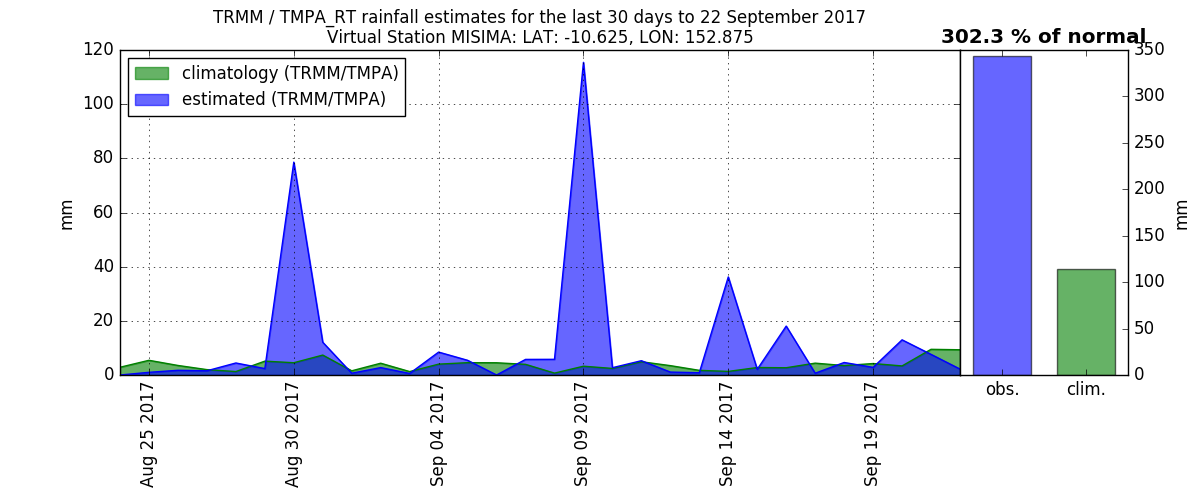 TRMM / TMPA_RT rainfall estimates for the last 30 days to 22 September 2017
Virtual Station MISIMA: LAT: -10.625, LON: 152.875
302.3 % of normal
climatology (TRMM/TMPA)
estimated (TRMM/TMPA)
mm
120
100
80
60
40
20
0
Aug 25 2017
Aug 30 2017
Sep 04 2017
Sep 09 2017
Sep 14 2017
Sep 19 2017
350
300
250
200
150
100
50
0
mm
obs.
clim.